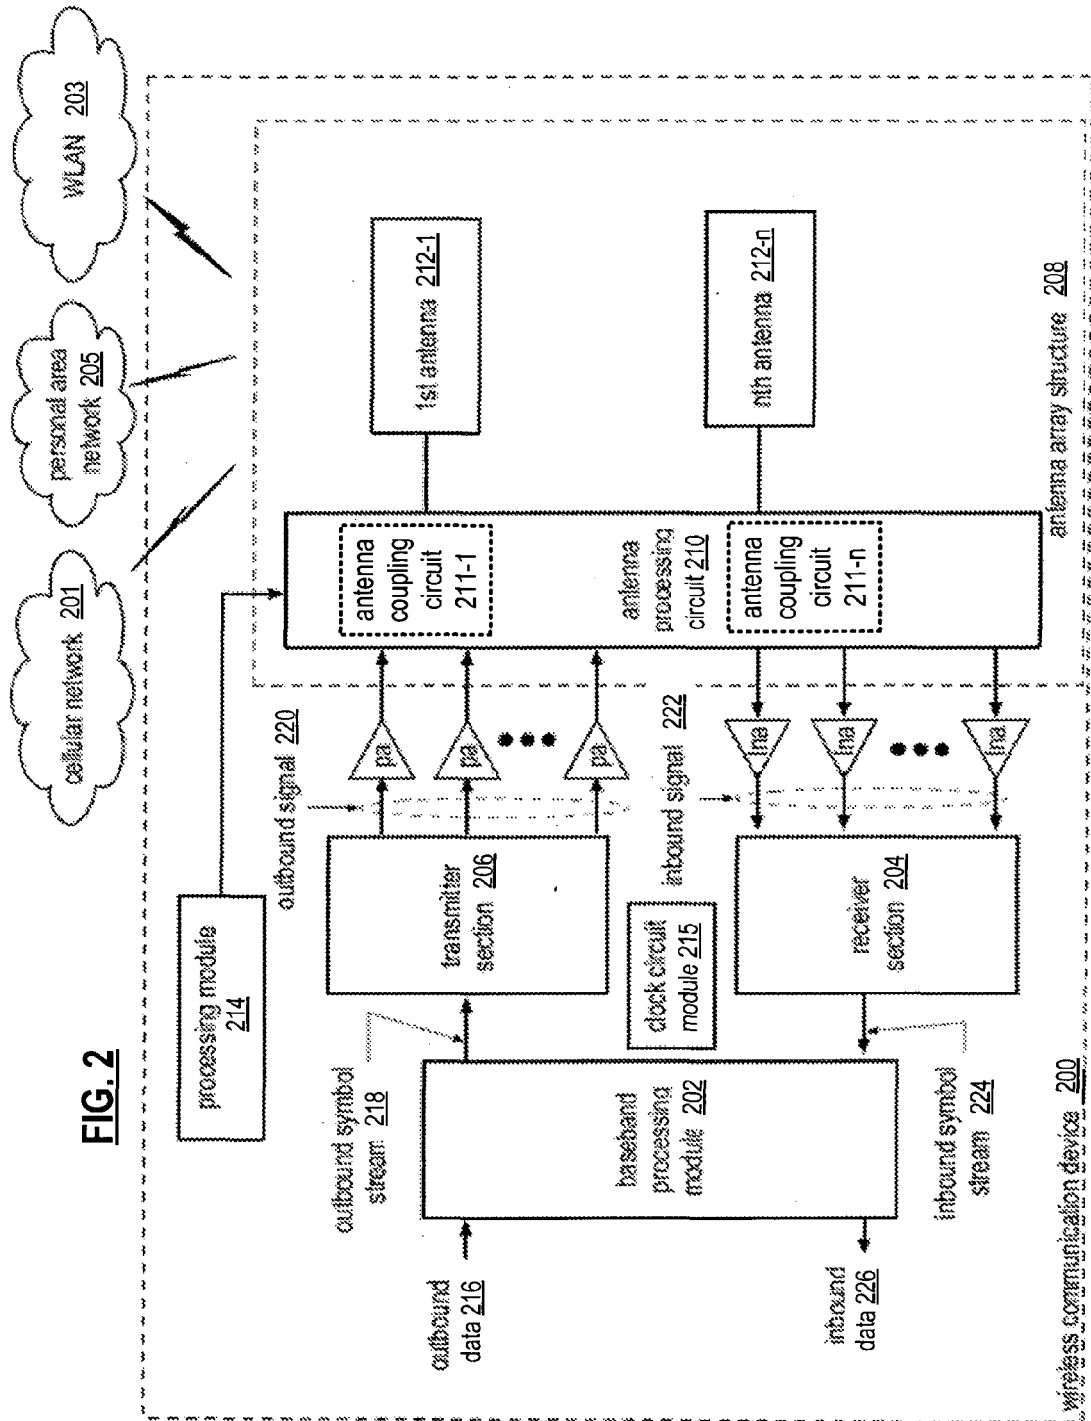 FIG. 2
cellular network 201
personal area
network 205
WLAN 203
processing module
214
outbound
data 216
outbound symbol
stream 218
baseband
processing
module 202
transmitter
section 206
outbound signal 220
pa
pa
pa
antenna
coupling
circuit
211-1
antenna
processing
circuit 210
antenna
coupling
circuit
211-n
1st antenna 212-1
nth antenna 212-n
antenna array structure 208
clock circuit
module 215
inbound signal 222
lna
lna
lna
receiver
section 204
inbound symbol
stream 224
inbound
data 226
wireless communication device 200